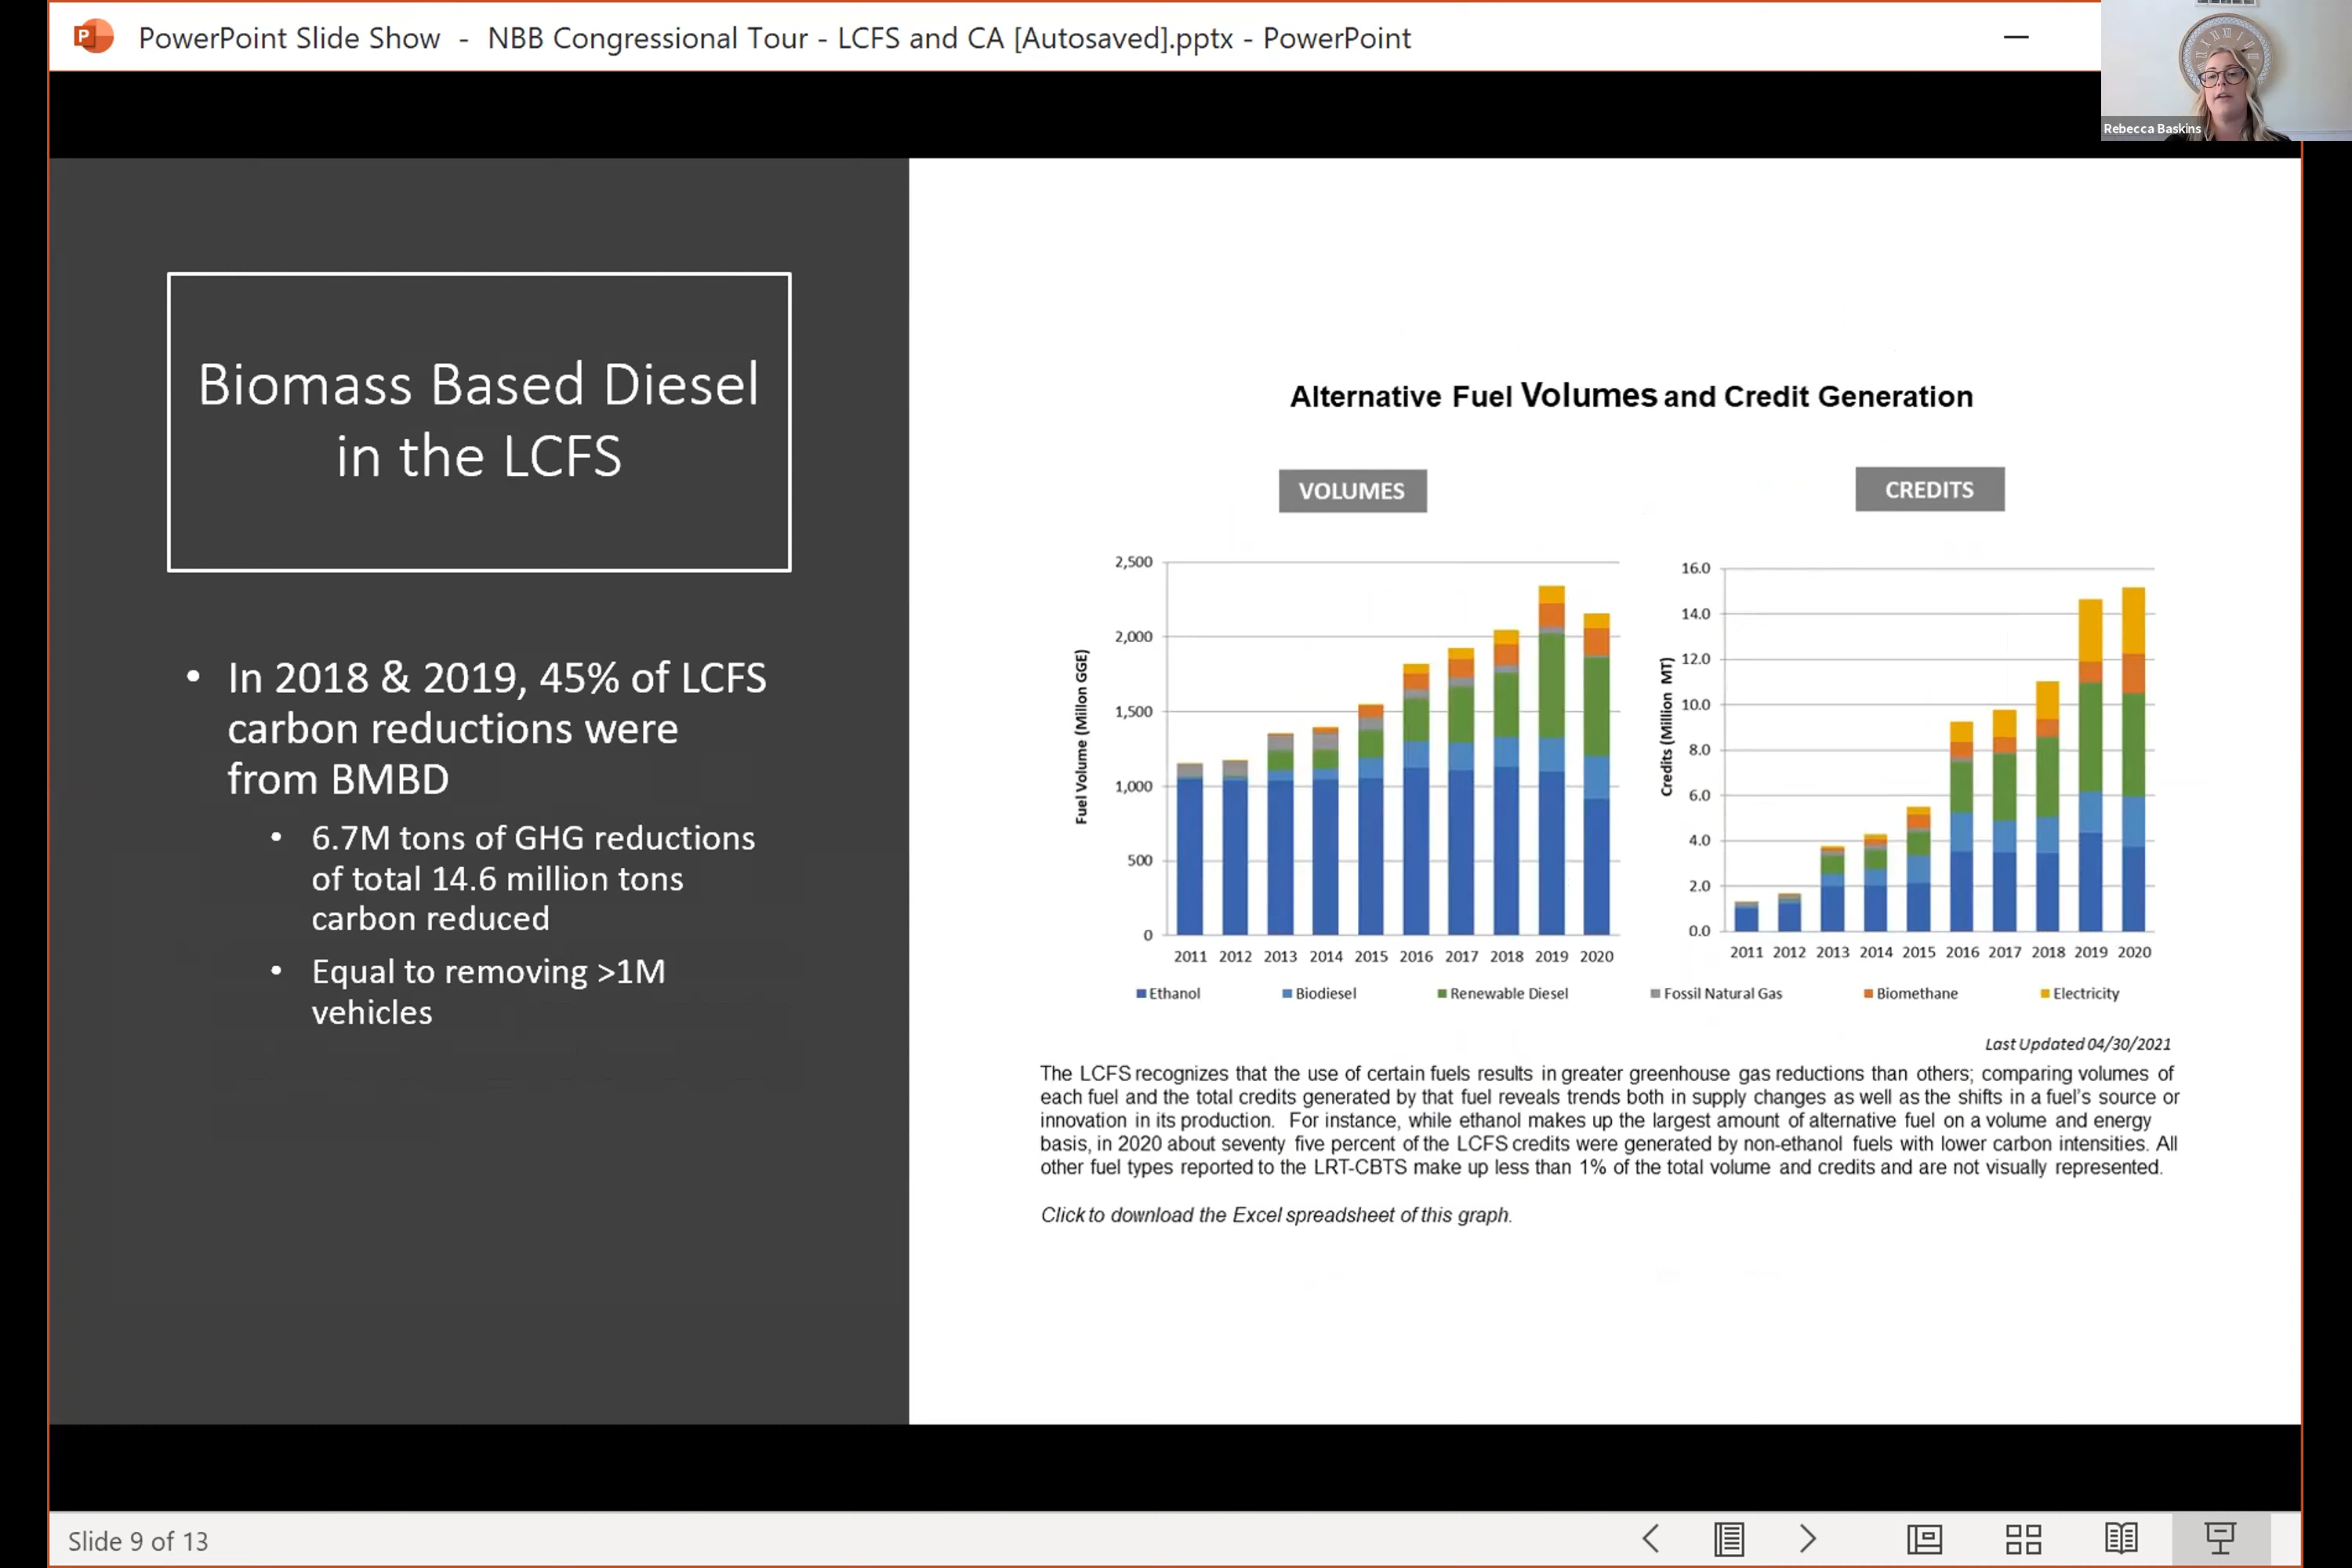 PowerPoint Slide Show - NBB Congressional Tour - LCFS and CA [Autosaved].pptx - PowerPoint
Rebecca Baskins
Biomass Based Diesel
in the LCFS
• In 2018 & 2019, 45% of LCFS
carbon reductions were
from BMBD
• 6.7M tons of GHG reductions
of total 14.6 million tons
carbon reduced
• Equal to removing >1M
vehicles
Alternative Fuel Volumes and Credit Generation
VOLUMES
2,500
2,000
1,500
1,000
500
0
Fuel Volume (Millon GGE)
2011 2012 2013 2014 2015 2016 2017 2018 2019 2020
CREDITS
16.0
14.0
12.0
10.0
8.0
6.0
4.0
2.0
0.0
Credits (Million MT)
2011 2012 2013 2014 2015 2016 2017 2018 2019 2020
Ethanol Biodiesel Renewable Diesel Fossil Natural Gas Biomethane Electricity
Last Updated 04/30/2021
The LCFS recognizes that the use of certain fuels results in greater greenhouse gas reductions than others; comparing volumes of
each fuel and the total credits generated by that fuel reveals trends both in supply changes as well as the shifts in a fuel's source or
innovation in its production. For instance, while ethanol makes up the largest amount of alternative fuel on a volume and energy
basis, in 2020 about seventy five percent of the LCFS credits were generated by non-ethanol fuels with lower carbon intensities. All
other fuel types reported to the LRT-CBTS make up less than 1% of the total volume and credits and are not visually represented.
Click to download the Excel spreadsheet of this graph.
Slide 9 of 13